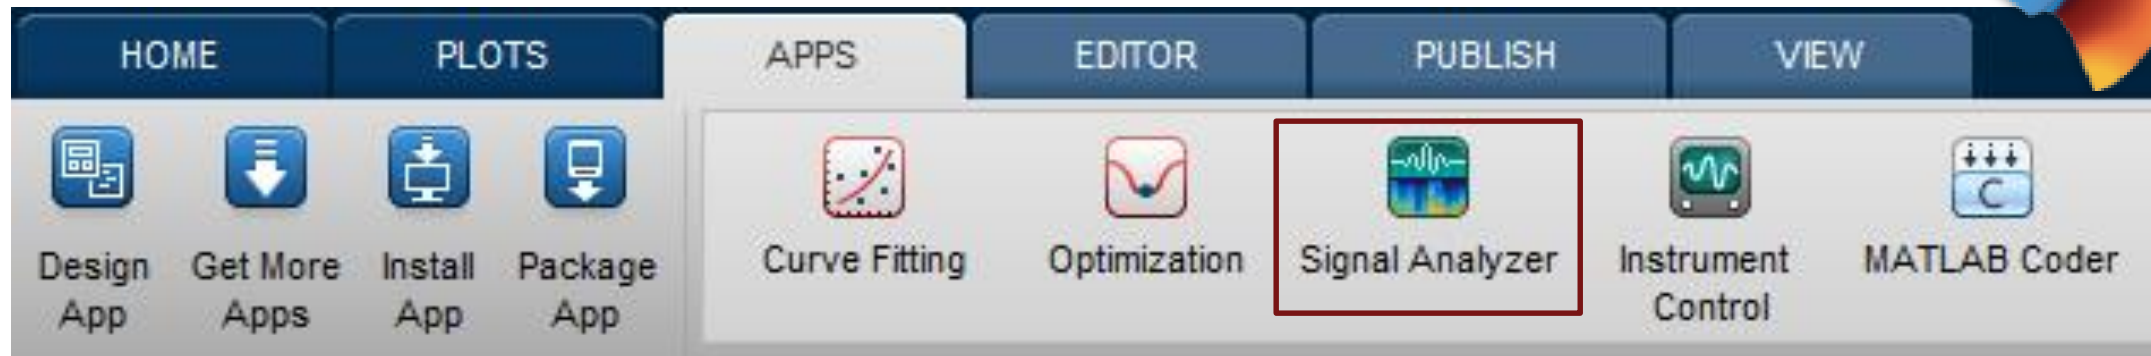 HOME PLOTS APPS EDITOR PUBLISH VIEW
Design App
Get More Apps
Install App
Package App
Curve Fitting
Optimization
Signal Analyzer
Instrument Control
C
MATLAB Coder